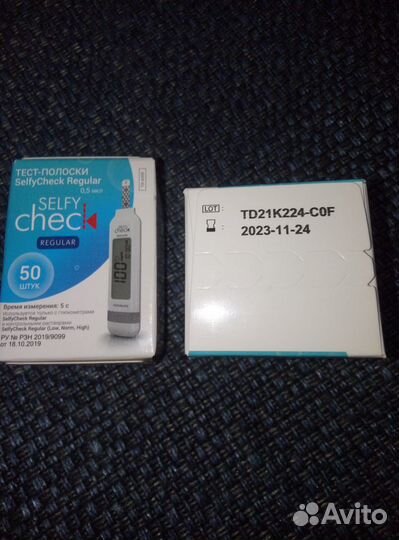 ТЕСТ-ПОЛОСКИ
SelfyCheck Regular
0,5 мкл
SELFY
check
REGULAR
50
ШТУК
100
Время измерения: 5 с
Используется только с глюкометрами
SelfyCheck Regular
и контрольными растворами
SelfyCheck Regular (Low, Norm, High)
РУ № РЗН 2019/9099
от 18.10.2019
LOT:
TD21K224-C0F
2023-11-24
Avito